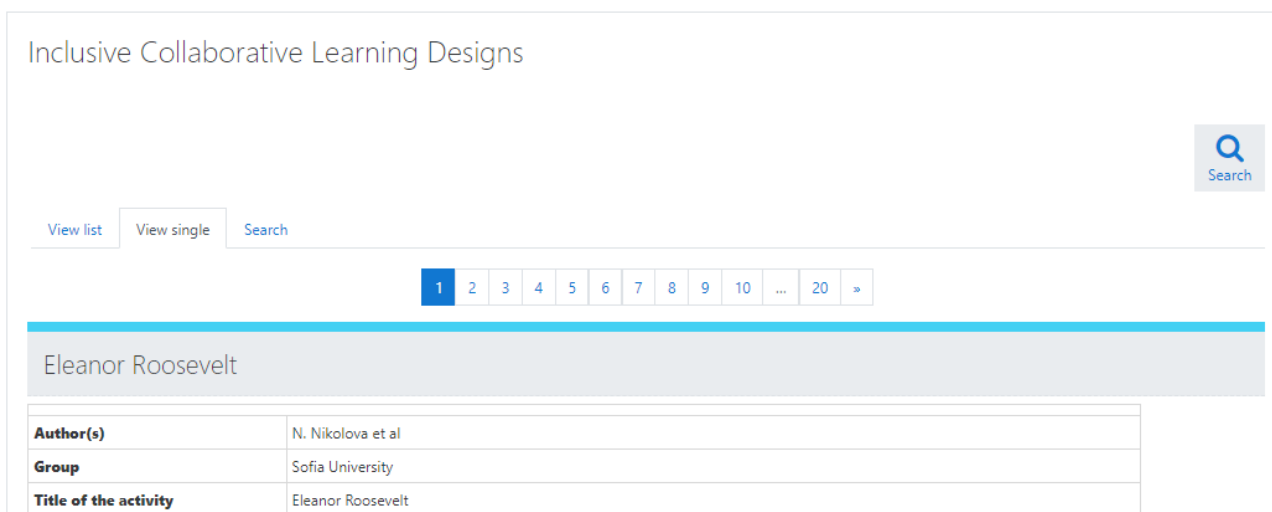 Inclusive Collaborative Learning Designs
Search
View list View single Search
1 2 3 4 5 6 7 8 9 10 ... 20 »
Eleanor Roosevelt
Author(s) N. Nikolova et al
Group Sofia University
Title of the activity Eleanor Roosevelt